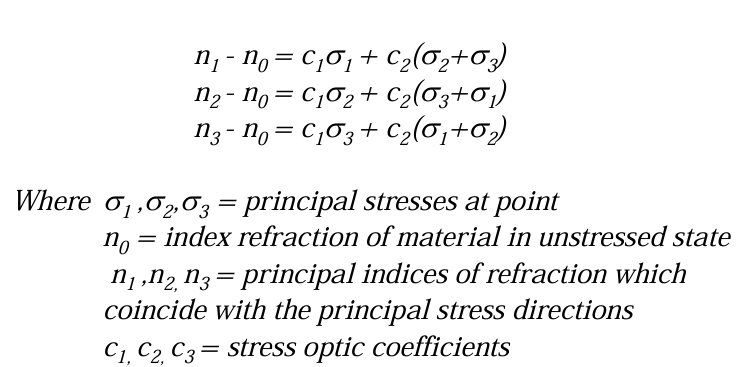 n₁ - n₀ = c₁σ₁ + c₂(σ₂+σ₃)
n₂ - n₀ = c₁σ₂ + c₂(σ₃+σ₁)
n₃ - n₀ = c₁σ₃ + c₂(σ₁+σ₂)
Where σ₁ ,σ₂,σ₃ = principal stresses at point
n₀ = index refraction of material in unstressed state
n₁ ,n₂, n₃ = principal indices of refraction which
coincide with the principal stress directions
c₁, c₂, c₃ = stress optic coefficients